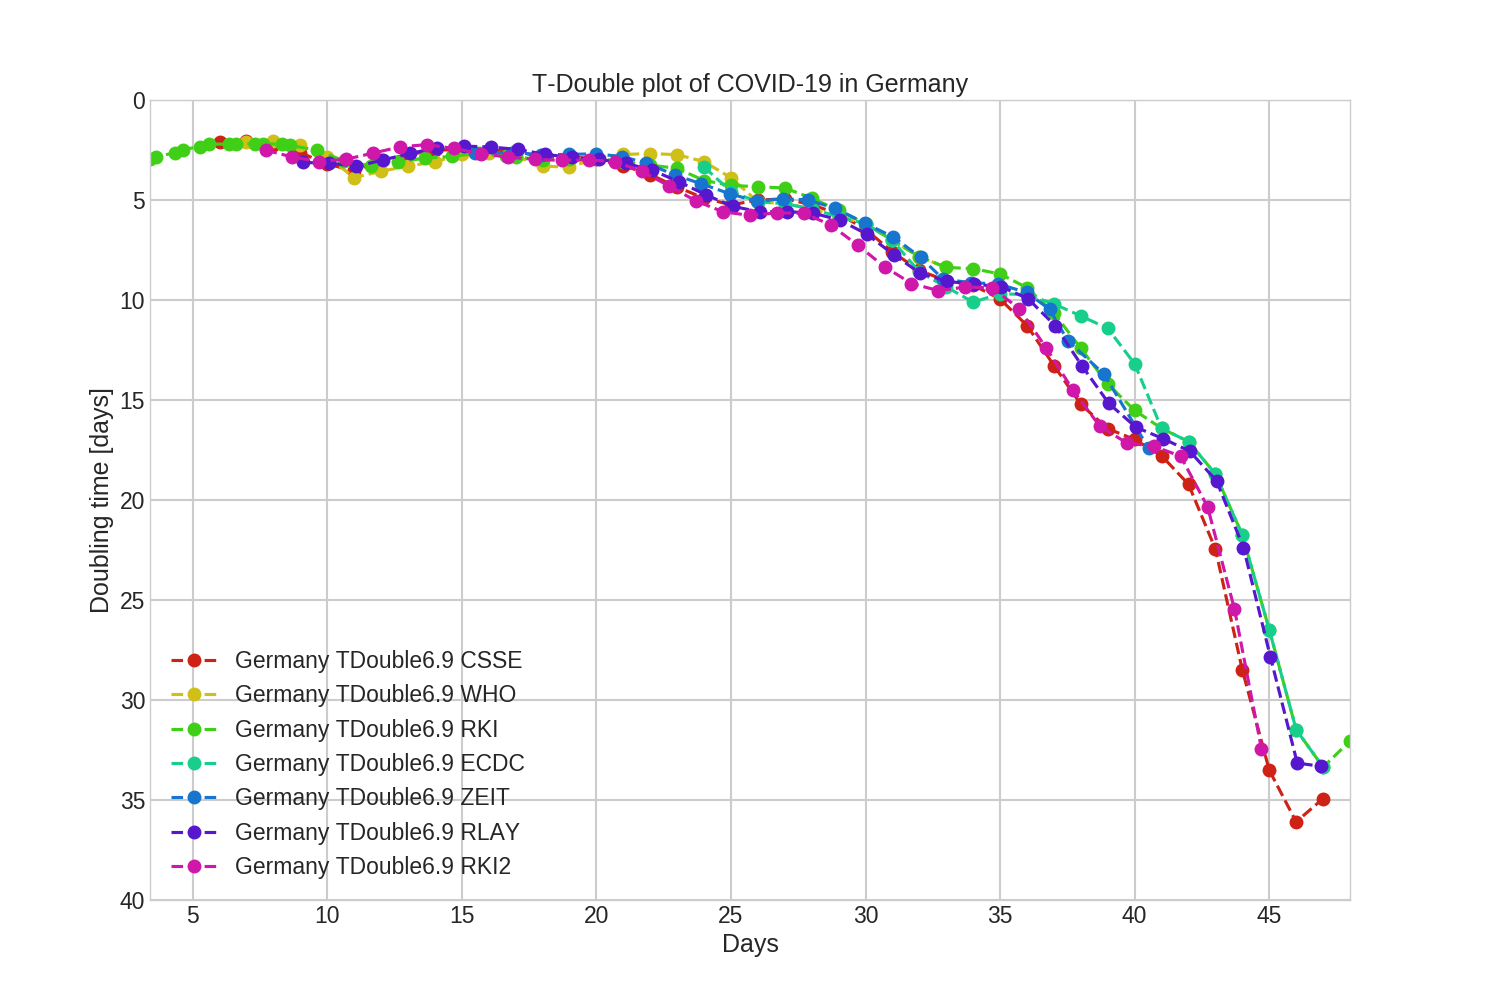 T-Double plot of COVID-19 in Germany
0
5
10
15
20
25
30
35
40
Doubling time [days]
Germany TDouble6.9 CSSE
Germany TDouble6.9 WHO
Germany TDouble6.9 RKI
Germany TDouble6.9 ECDC
Germany TDouble6.9 ZEIT
Germany TDouble6.9 RLAY
Germany TDouble6.9 RKI2
5 10 15 20 25 30 35 40 45
Days